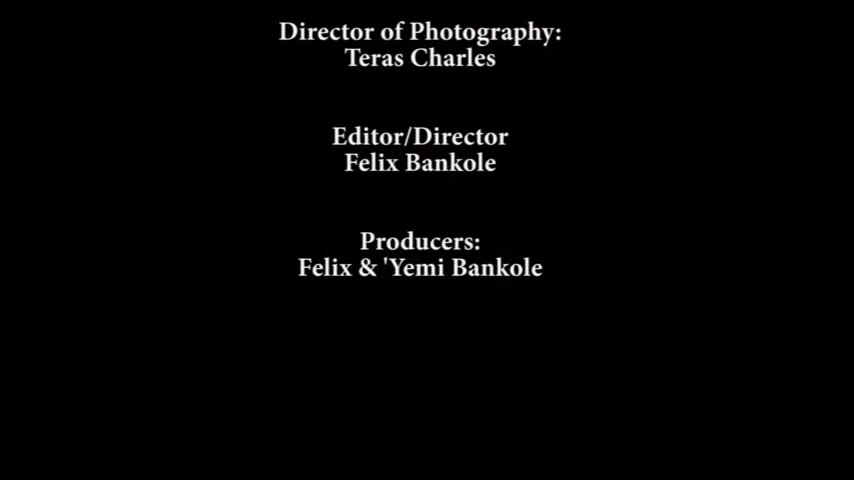 Director of Photography:
Teras Charles
Editor/Director
Felix Bankole
Producers:
Felix & 'Yemi Bankole